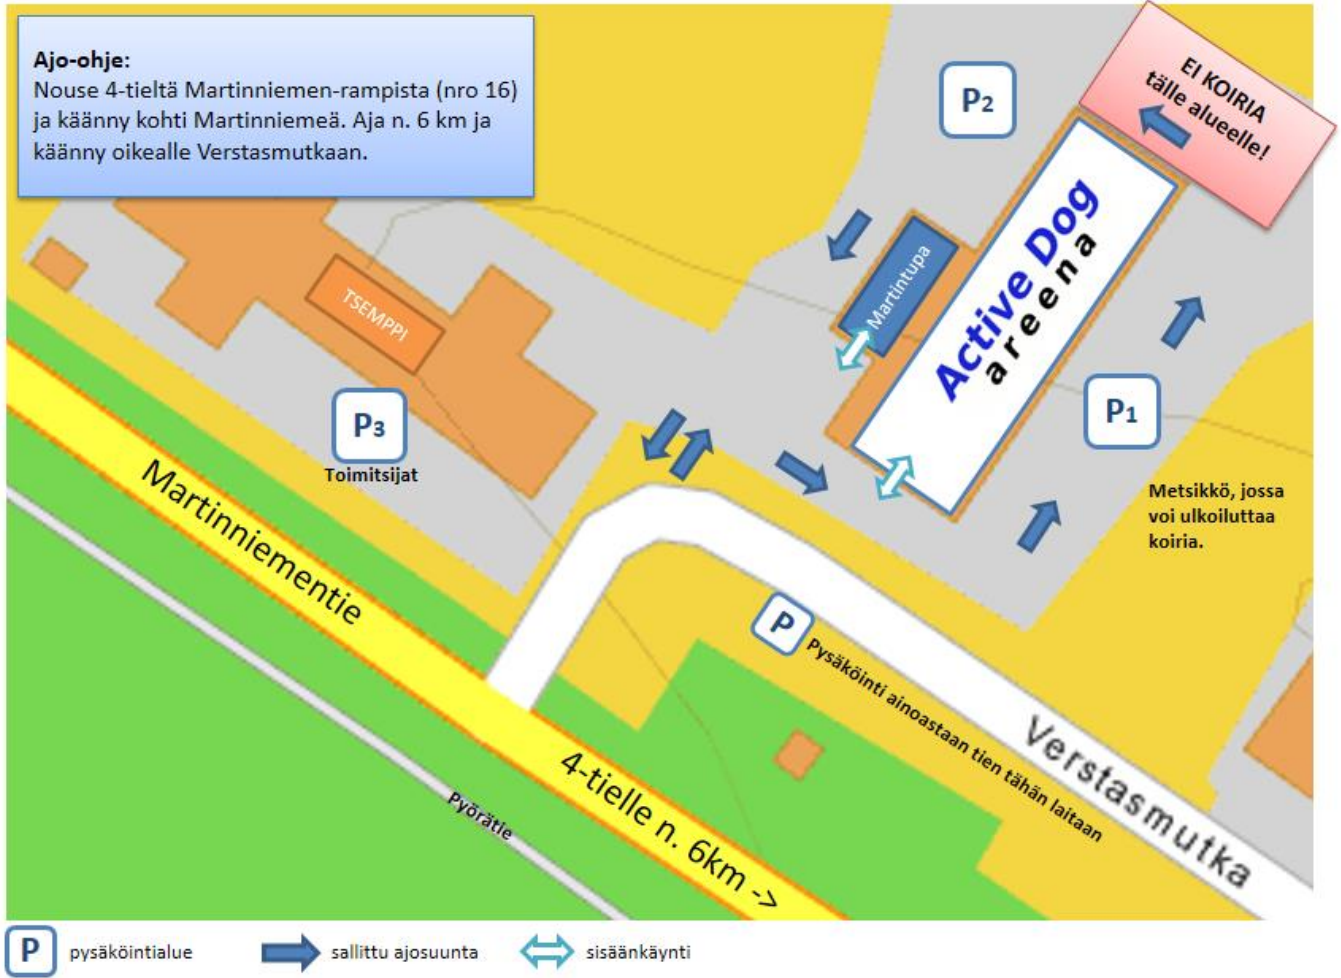 Ajo-ohje:
Nouse 4-tieltä Martinniemen-rampista (nro 16)
ja käänny kohti Martinniemeä. Aja n. 6 km ja
käänny oikealle Verstasmutkaan.
P2
EI KOIRIA
tälle alueelle!
Active Dog
areena
Martintupa
TSEMPPI
P3
Toimitsijat
P1
Metsikkö, jossa
voi ulkoiluttaa
koiria.
Martinniementie
P
Pysäköinti ainoastaan tien tähän laitaan
Verstasmutka
4-tielle n. 6km ->
Pyörätie
P pysäköintialue
sallittu ajosuunta
sisäänkäynti